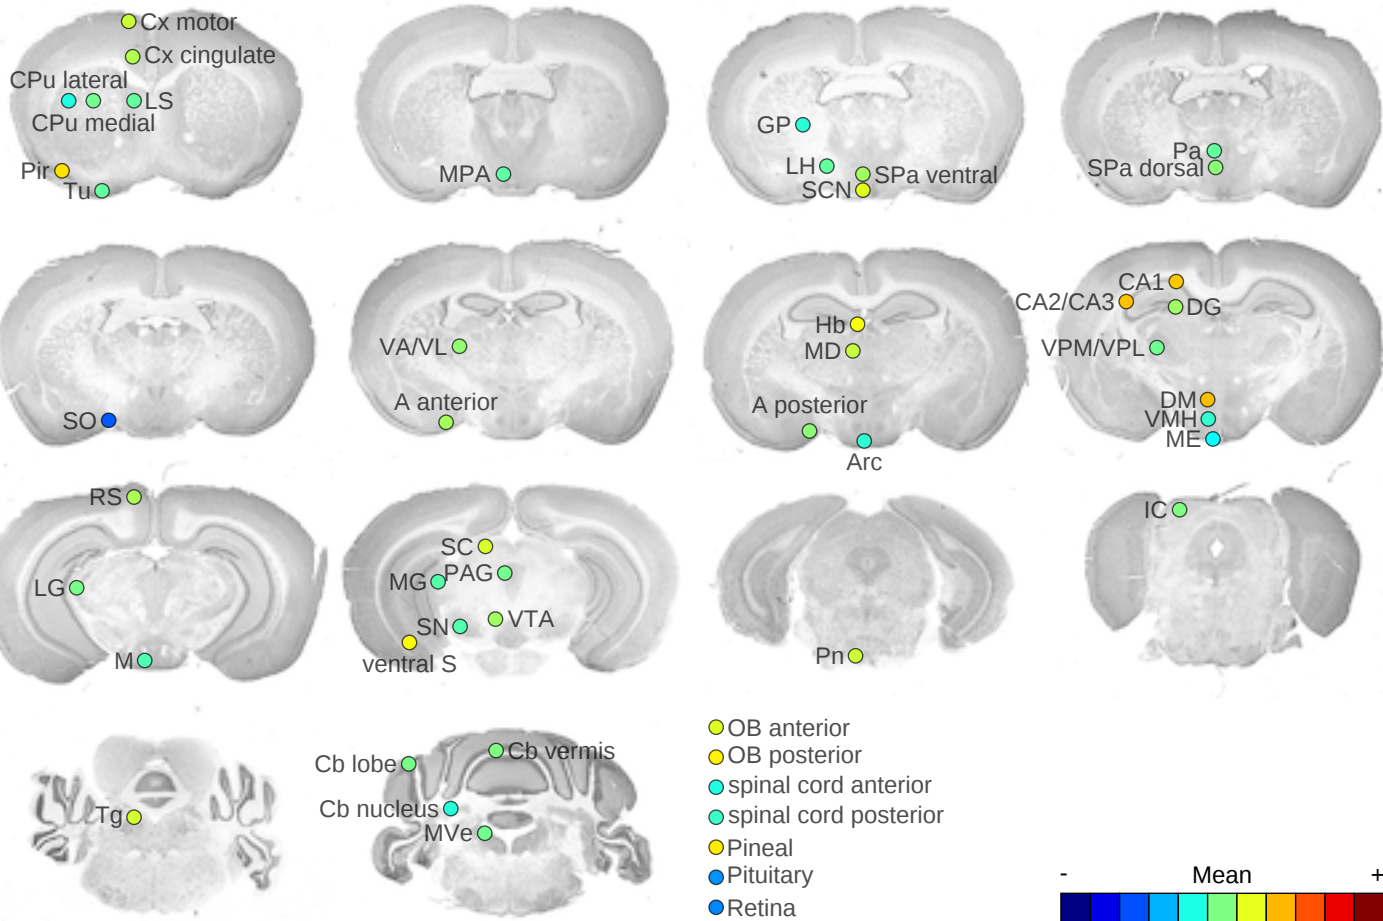 Cx motor
Cx cingulate
CPu lateral
LS
CPu medial
Pir
Tu
MPA
GP
LH
SPa ventral
SCN
Pa
SPa dorsal
SO
VA/VL
A anterior
Hb
MD
A posterior
Arc
CA1
CA2/CA3
DG
VPM/VPL
DM
VMH
ME
RS
LG
M
SC
MG
PAG
SN
VTA
ventral S
Pn
IC
Tg
Cb lobe
Cb vermis
Cb nucleus
MVe
OB anterior
OB posterior
spinal cord anterior
spinal cord posterior
Pineal
Pituitary
Retina
- Mean +